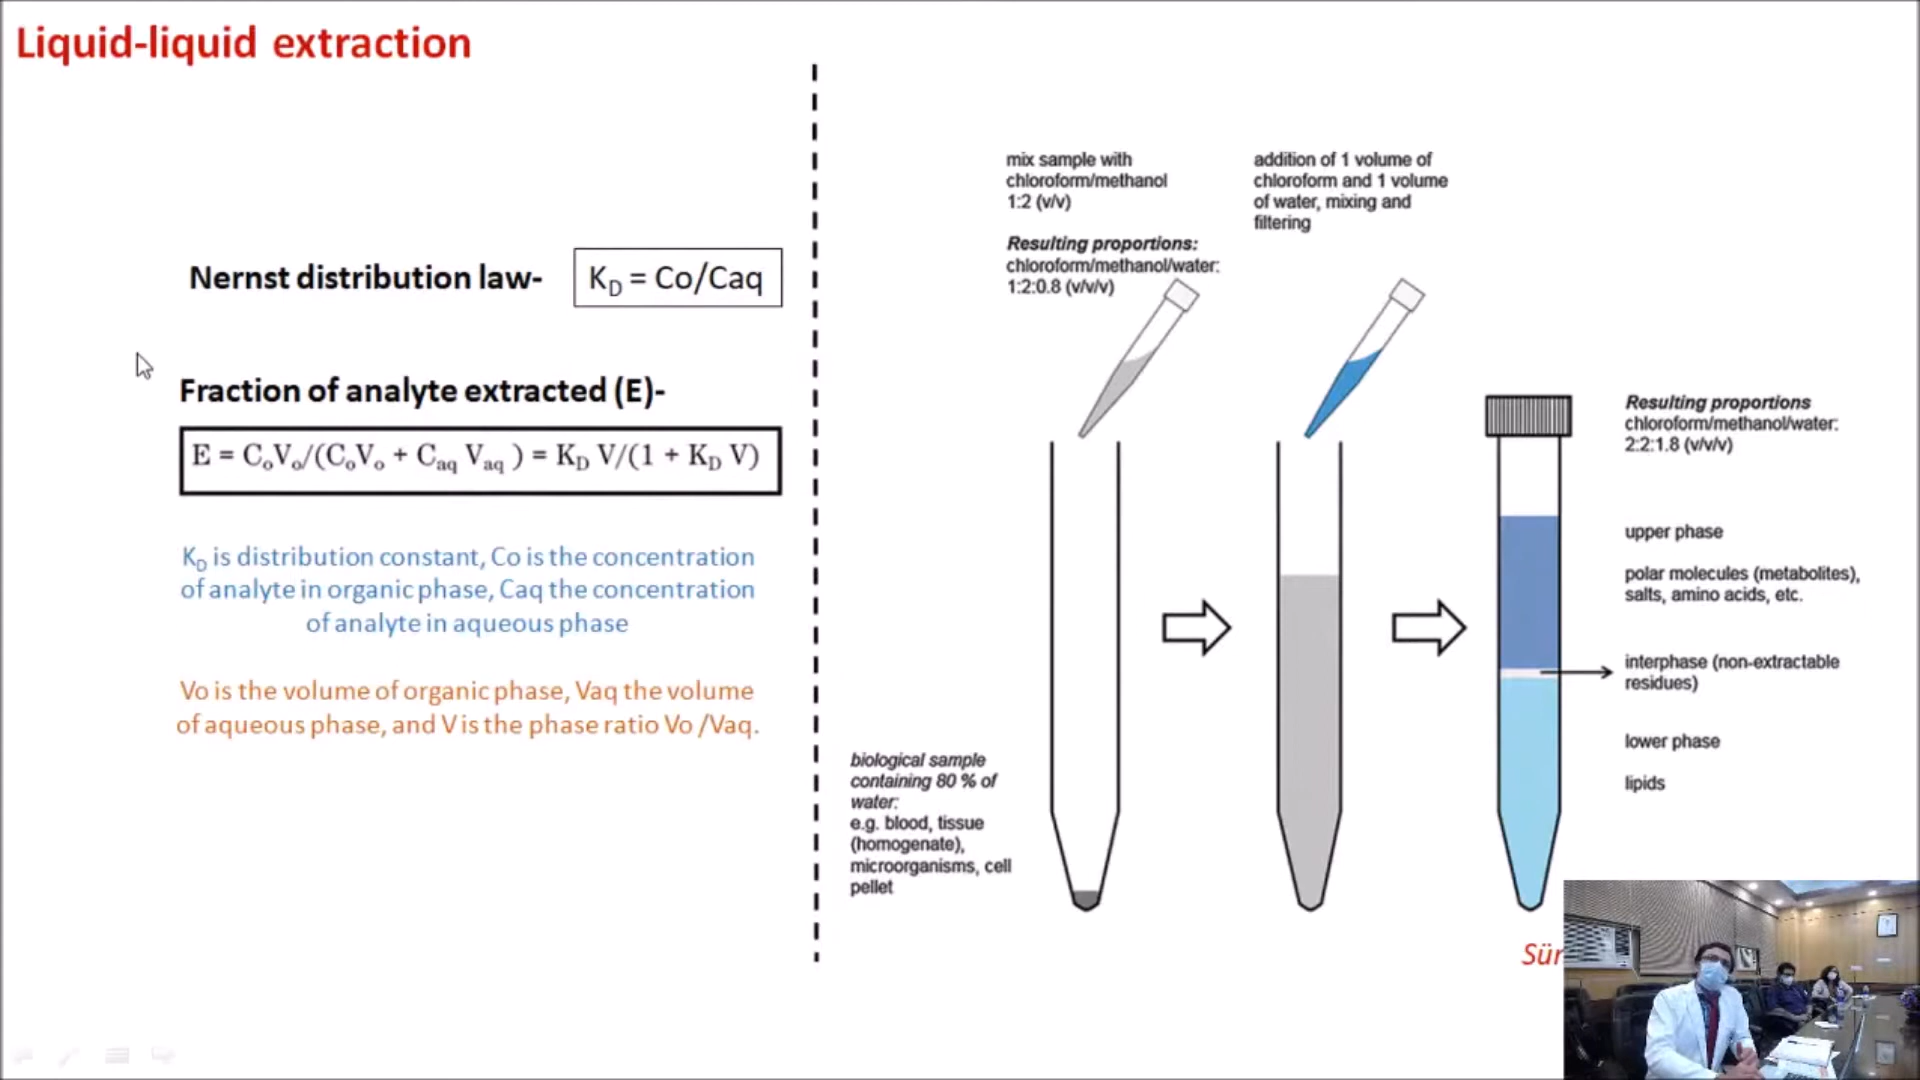 Liquid-liquid extraction
Nernst distribution law-
K_D = Co/Caq
Fraction of analyte extracted (E)-
E = C_oV_o/(C_oV_o + C_aq V_aq ) = K_D V/(1 + K_D V)
K_D is distribution constant, Co is the concentration
of analyte in organic phase, Caq the concentration
of analyte in aqueous phase
Vo is the volume of organic phase, Vaq the volume
of aqueous phase, and V is the phase ratio Vo /Vaq.
mix sample with
chloroform/methanol
1:2 (v/v)
Resulting proportions:
chloroform/methanol/water:
1:2:0.8 (v/v/v)
addition of 1 volume of
chloroform and 1 volume
of water, mixing and
filtering
biological sample
containing 80 % of
water:
e.g. blood, tissue
(homogenate),
microorganisms, cell
pellet
Resulting proportions
chloroform/methanol/water:
2:2:1.8 (v/v/v)
upper phase
polar molecules (metabolites),
salts, amino acids, etc.
interphase (non-extractable
residues)
lower phase
lipids